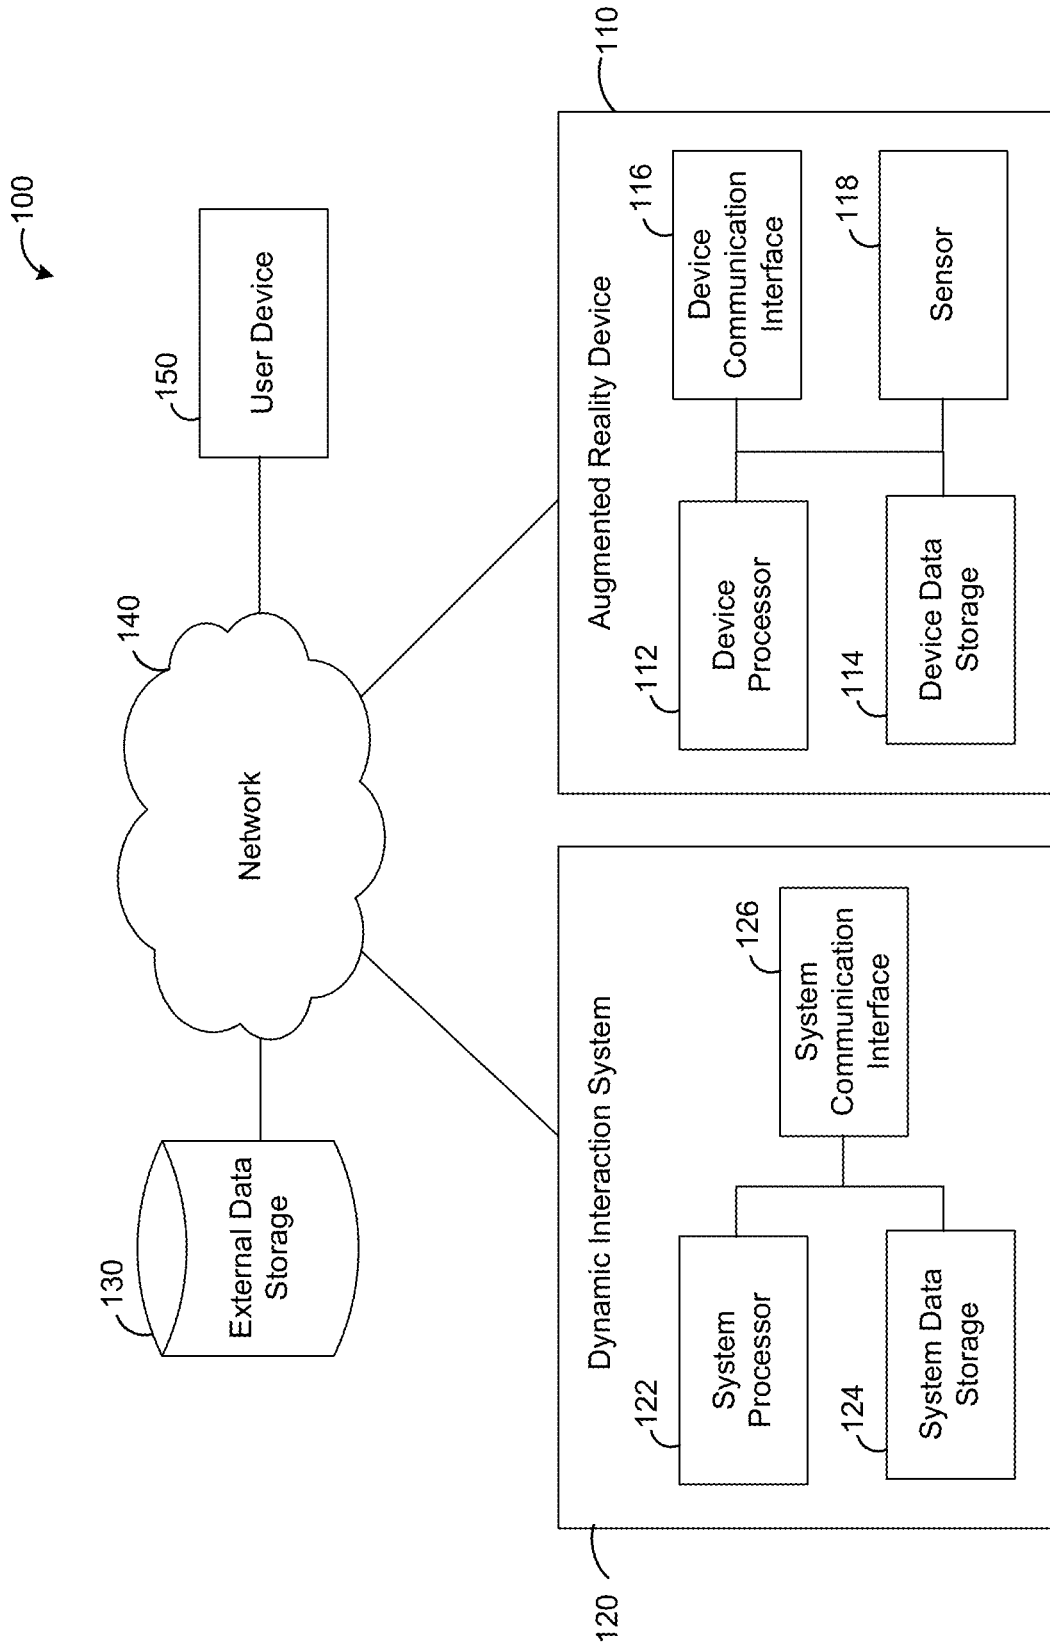 100
130
External Data
Storage
140
Network
150
User Device
120
Dynamic Interaction System
122
System
Processor
124
System Data
Storage
126
System
Communication
Interface
110
Augmented Reality Device
112
Device
Processor
114
Device Data
Storage
116
Device
Communication
Interface
118
Sensor